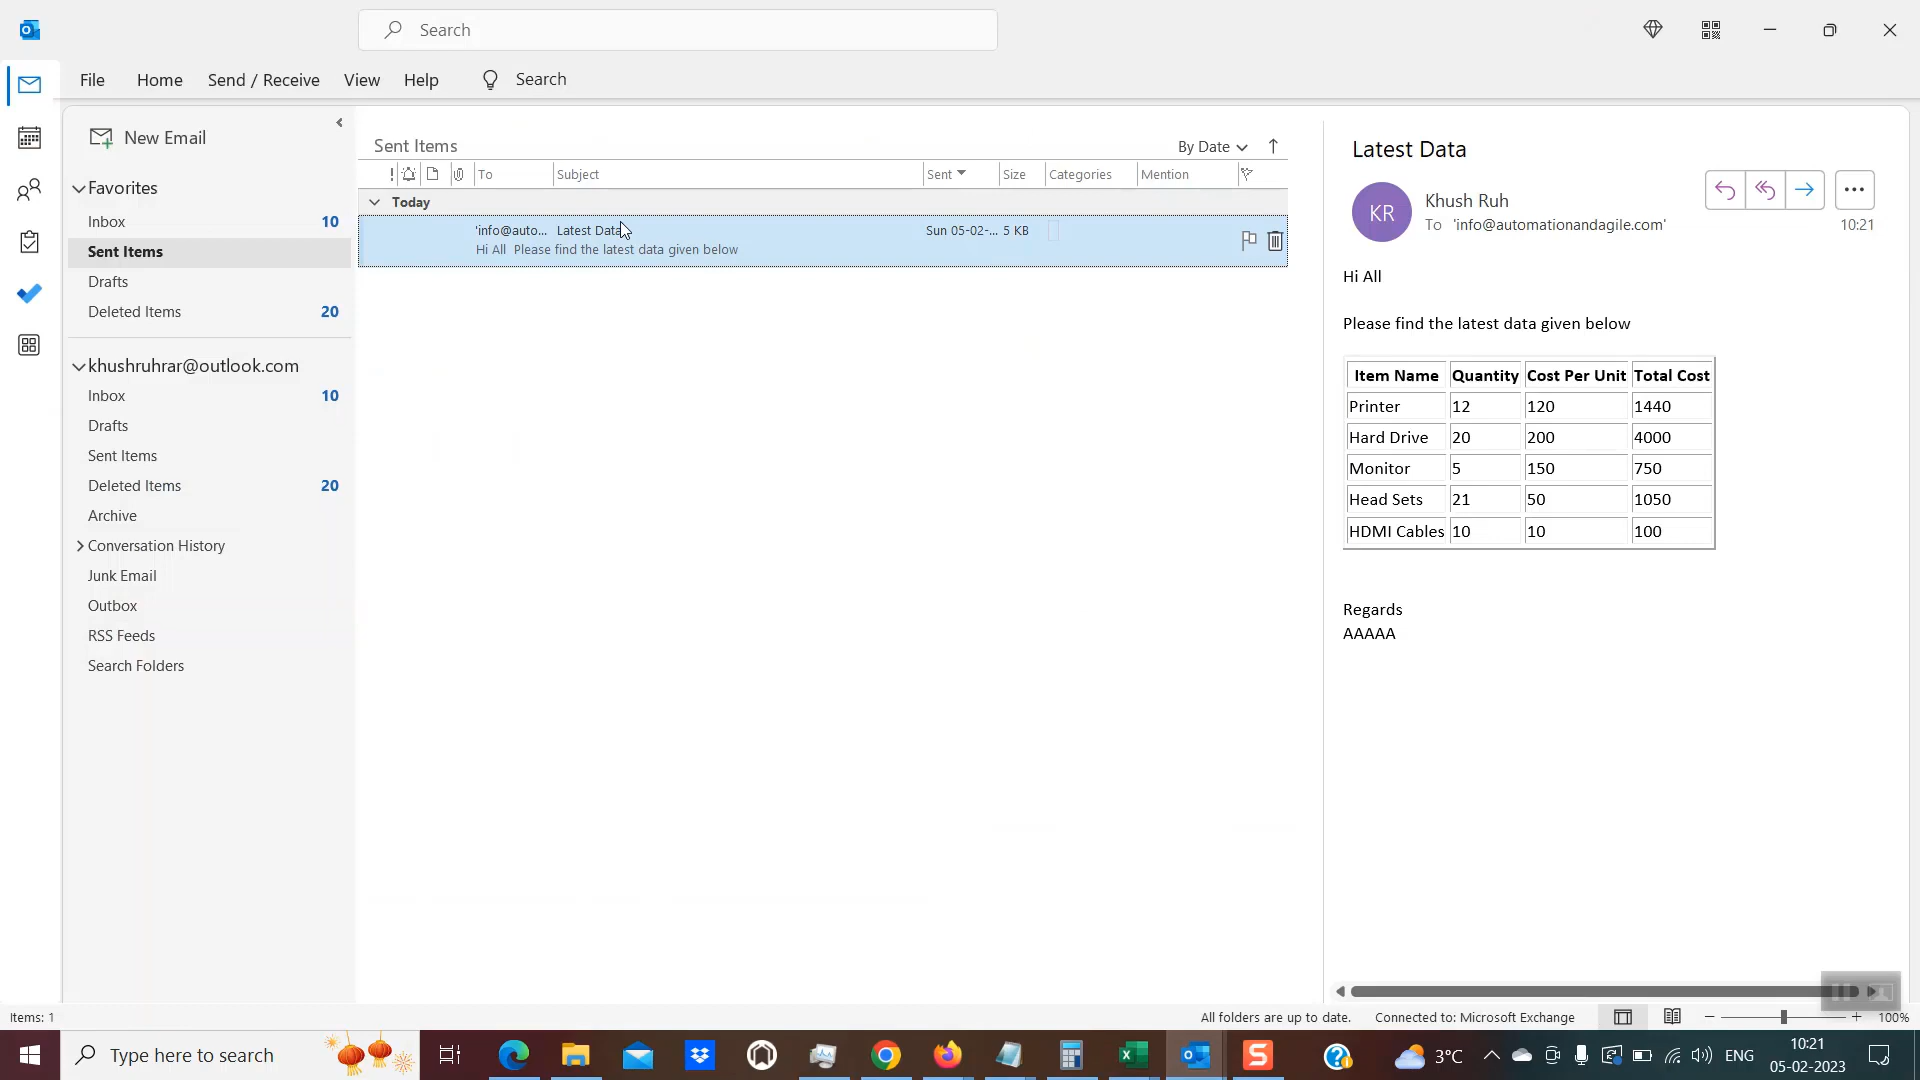 Search
File Home Send / Receive View Help Search
New Email
Favorites
Inbox 10
Sent Items
Drafts
Deleted Items 20
khushruhrar@outlook.com
Inbox 10
Drafts
Sent Items
Deleted Items 20
Archive
Conversation History
Junk Email
Outbox
RSS Feeds
Search Folders
Sent Items By Date
! To Subject Sent Size Categories Mention
Today
'info@auto... Latest Data Sun 05-02-... 5 KB
Hi All Please find the latest data given below
Latest Data
KR
Khush Ruh
To 'info@automationandagile.com' 10:21
Hi All
Please find the latest data given below
Item Name Quantity Cost Per Unit Total Cost
Printer 12 120 1440
Hard Drive 20 200 4000
Monitor 5 150 750
Head Sets 21 50 1050
HDMI Cables 10 10 100
Regards
AAAAA
Items: 1 All folders are up to date. Connected to: Microsoft Exchange 100%
Type here to search 3°C ENG 10:21
05-02-2023